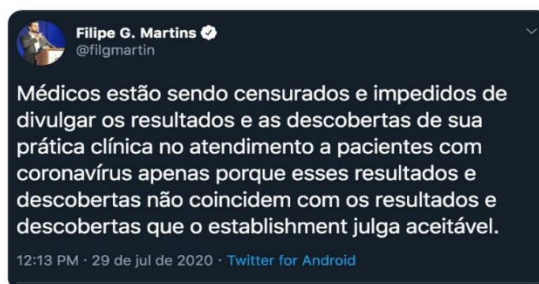 Filipe G. Martins
@filgmartin
Médicos estão sendo censurados e impedidos de
divulgar os resultados e as descobertas de sua
prática clínica no atendimento a pacientes com
coronavírus apenas porque esses resultados e
descobertas não coincidem com os resultados e
descobertas que o establishment julga aceitável.
12:13 PM · 29 de jul de 2020 · Twitter for Android